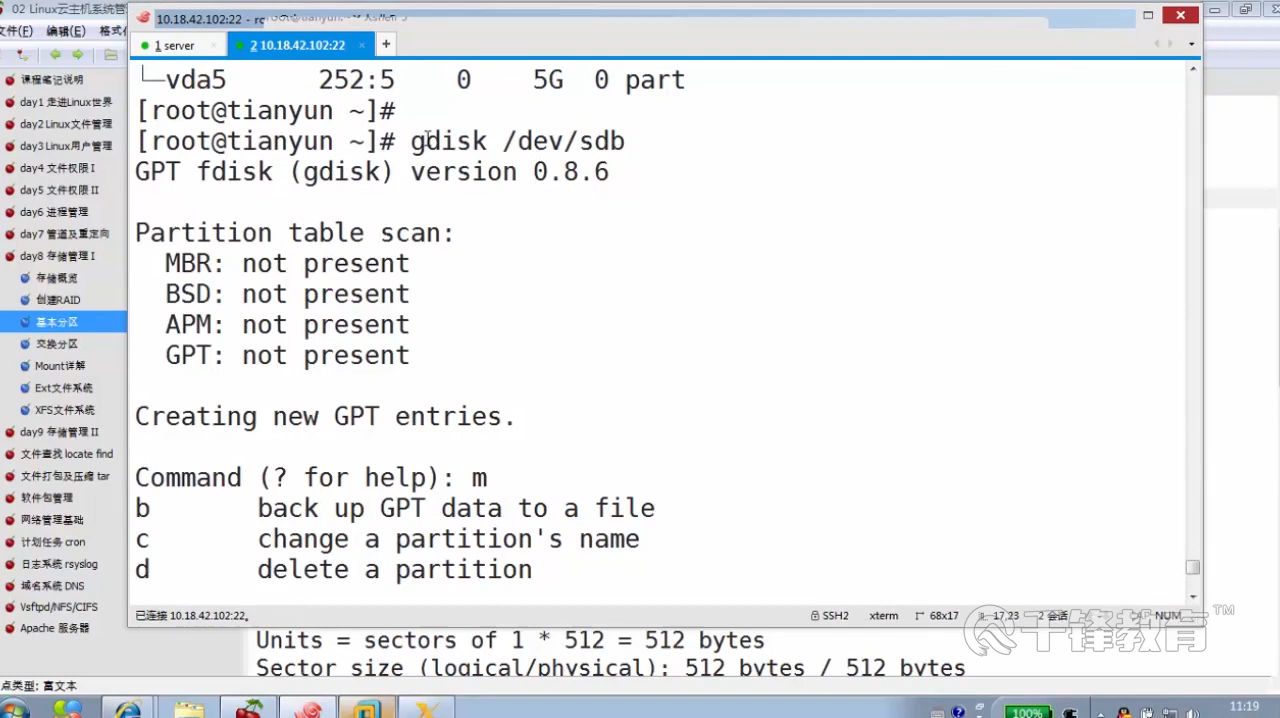 02 Linux云主机系统管
10.18.42.102:22 - ro
文件(F) 编辑(E) 格式
1 server
2 10.18.42.102:22
+
课程笔记说明
day1 走进Linux世界
day2 Linux文件管理
day3 Linux用户管理
day4 文件权限 I
day5 文件权限 II
day6 进程管理
day7 管道及重定向
day8 存储管理 I
存储概览
创建RAID
基本分区
交换分区
Mount详解
Ext文件系统
XFS文件系统
day9 存储管理 II
文件查找 locate find
文件打包及压缩 tar
软件包管理
网络管理基础
计划任务 cron
日志系统 rsyslog
域名系统 DNS
Vsftpd/NFS/CIFS
Apache 服务器
└─vda5 252:5 0 5G 0 part
[root@tianyun ~]#
[root@tianyun ~]# gdisk /dev/sdb
GPT fdisk (gdisk) version 0.8.6
Partition table scan:
MBR: not present
BSD: not present
APM: not present
GPT: not present
Creating new GPT entries.
Command (? for help): m
b back up GPT data to a file
c change a partition's name
d delete a partition
已连接 10.18.42.102:22。
SSH2 xterm 68x17 17,23 2 会话 NUM
千锋教育 TM
Units = sectors of 1 * 512 = 512 bytes
Sector size (logical/physical): 512 bytes / 512 bytes
点类型: 富文本
100%
11:19